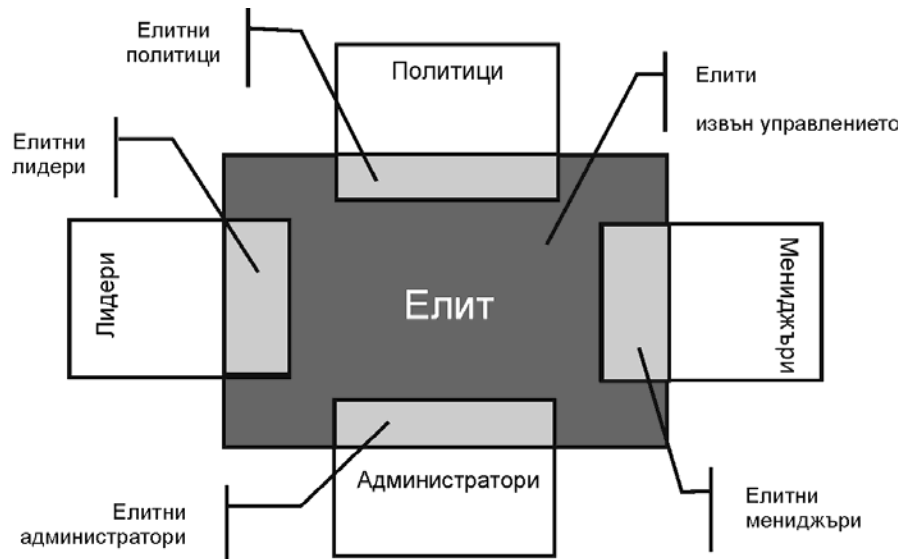 Елитни
политици
Политици
Елити
извън управлението
Елитни
лидери
Лидери
Елит
Мениджъри
Администратори
Елитни
администратори
Елитни
мениджъри